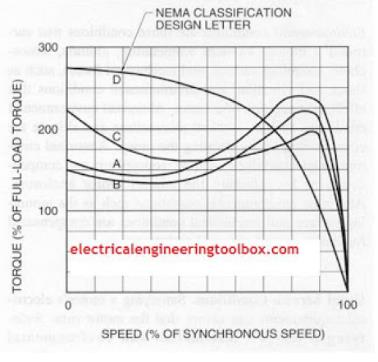 NEMA CLASSIFICATION
DESIGN LETTER
300
D
200
C
A
B
100
electricalengineeringtoolbox.com
100
TORQUE (% OF FULL-LOAD TORQUE)
SPEED (% OF SYNCHRONOUS SPEED)